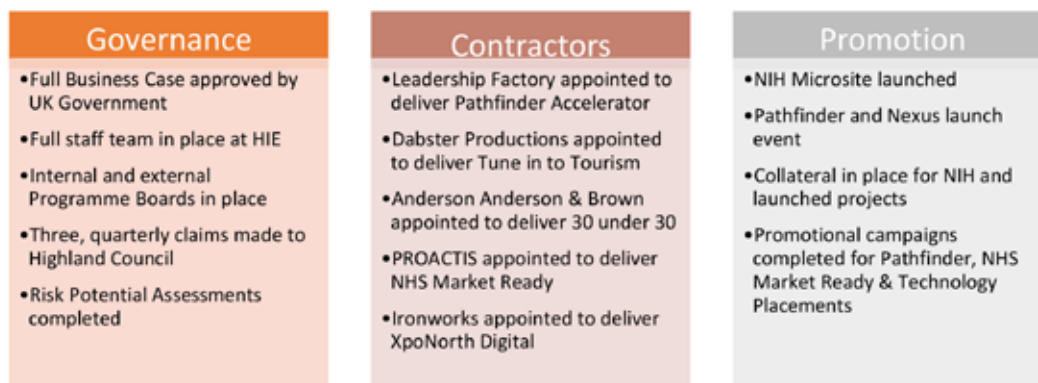 Governance
•Full Business Case approved by
UK Government
•Full staff team in place at HIE
•Internal and external
Programme Boards in place
•Three, quarterly claims made to
Highland Council
•Risk Potential Assessments
completed
Contractors
•Leadership Factory appointed to
deliver Pathfinder Accelerator
•Dabster Productions appointed
to deliver Tune in to Tourism
•Anderson Anderson & Brown
appointed to deliver 30 under 30
•PROACTIS appointed to deliver
NHS Market Ready
•Ironworks appointed to deliver
XpoNorth Digital
Promotion
•NIH Microsite launched
•Pathfinder and Nexus launch
event
•Collateral in place for NIH and
launched projects
•Promotional campaigns
completed for Pathfinder, NHS
Market Ready & Technology
Placements